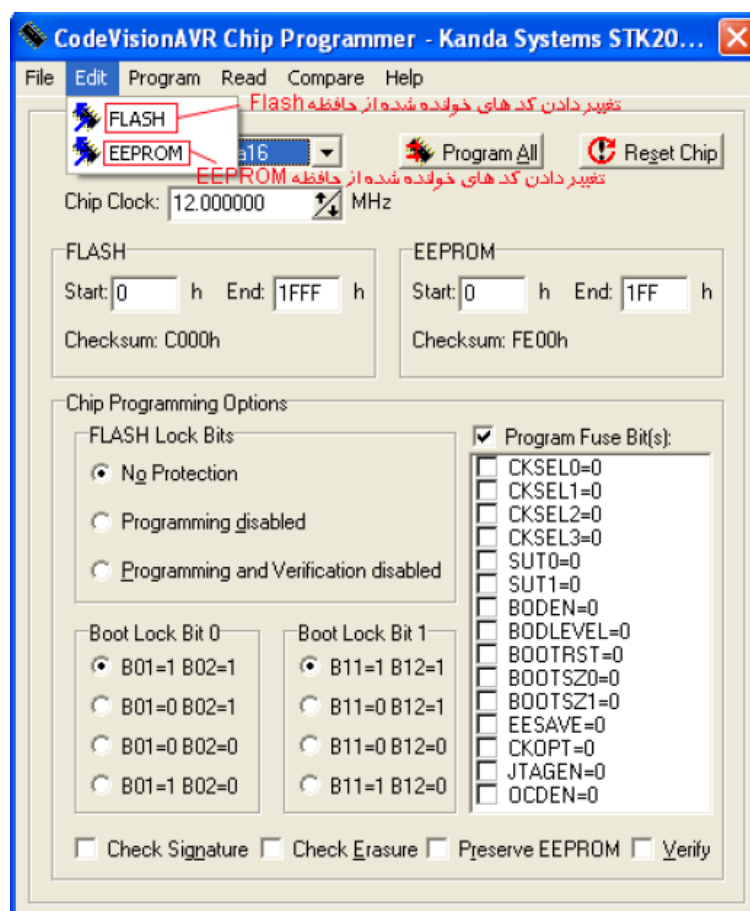 CodeVisionAVR Chip Programmer - Kanda Systems STK20...
File Edit Program Read Compare Help
FLASH
تغییر دادن کد های خوانده شده از حافظه Flash
EEPROM
a16
Program All
Reset Chip
تغییر دادن کد های خوانده شده از حافظه EEPROM
Chip Clock: 12.000000 MHz
FLASH
Start: 0 h End: 1FFF h
Checksum: C000h
EEPROM
Start: 0 h End: 1FF h
Checksum: FE00h
Chip Programming Options
FLASH Lock Bits
No Protection
Programming disabled
Programming and Verification disabled
Boot Lock Bit 0
B01=1 B02=1
B01=0 B02=1
B01=0 B02=0
B01=1 B02=0
Boot Lock Bit 1
B11=1 B12=1
B11=0 B12=1
B11=0 B12=0
B11=1 B12=0
Program Fuse Bit(s):
CKSEL0=0
CKSEL1=0
CKSEL2=0
CKSEL3=0
SUT0=0
SUT1=0
BODEN=0
BODLEVEL=0
BOOTRST=0
BOOTSZ0=0
BOOTSZ1=0
EESAVE=0
CKOPT=0
JTAGEN=0
OCDEN=0
Check Signature Check Erasure Preserve EEPROM Verify